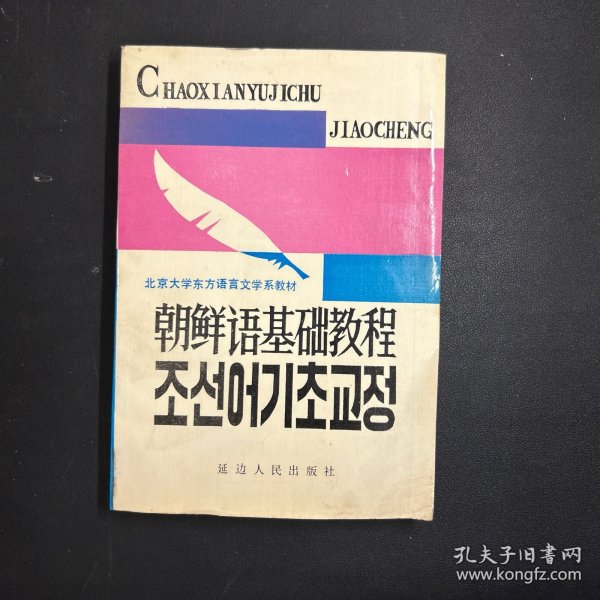 CHAOXIANYUJICHU
JIAOCHENG
北京大学东方语言文学系教材
朝鲜语基础教程
조선어기초교정
延边人民出版社
孔夫子旧书网
www.kongfz.com